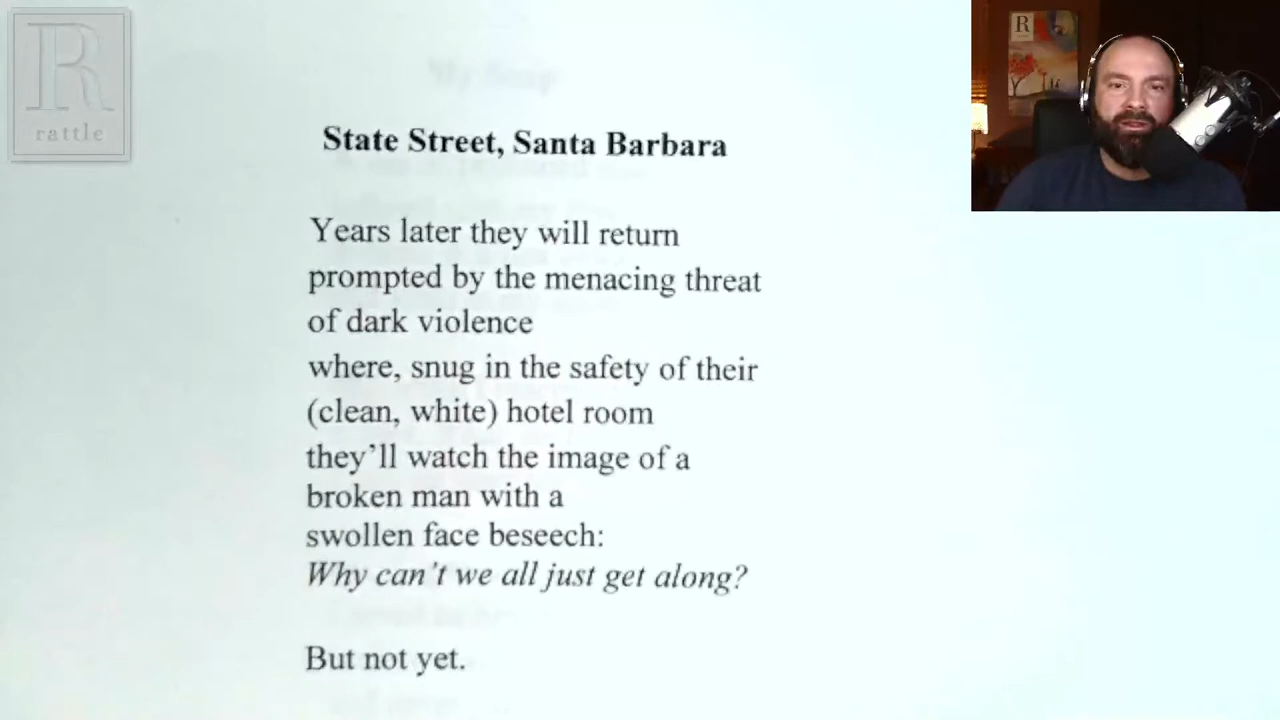 R
rattle
R
State Street, Santa Barbara
Years later they will return
prompted by the menacing threat
of dark violence
where, snug in the safety of their
(clean, white) hotel room
they’ll watch the image of a
broken man with a
swollen face beseech:
Why can’t we all just get along?
But not yet.